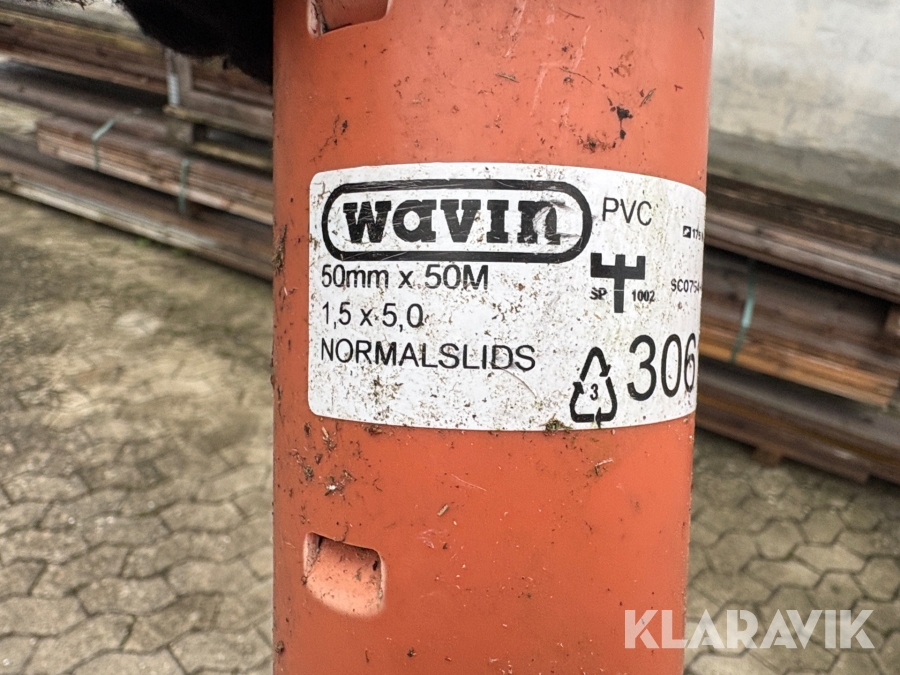 wavin
PVC
50mm x 50M
SP 1002
1,5 x 5,0
NORMALSLIDS
3
306
KLARAVIK